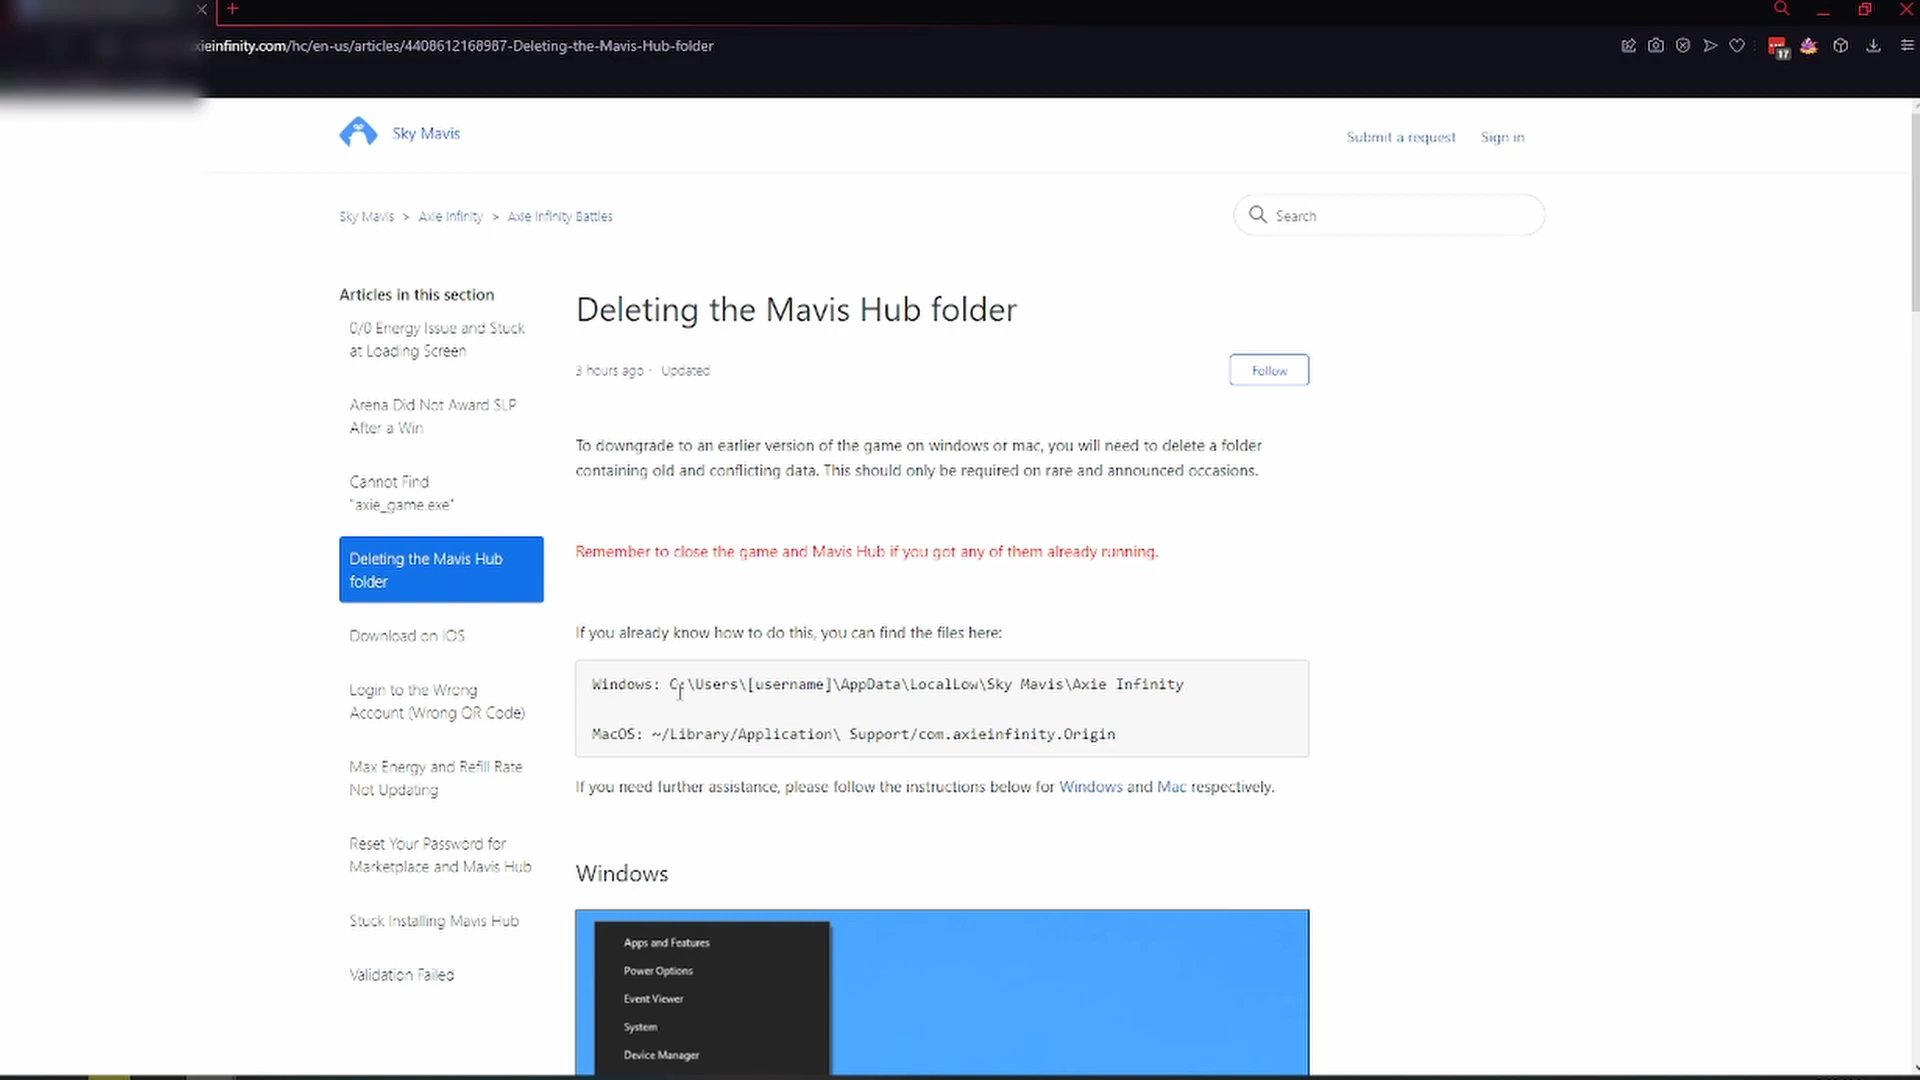 xieinfinity.com/hc/en-us/articles/4408612168987-Deleting-the-Mavis-Hub-folder
17
Sky Mavis
Submit a request Sign in
Sky Mavis > Axie Infinity > Axie Infinity Battles
Search
Articles in this section
0/0 Energy Issue and Stuck
at Loading Screen
Arena Did Not Award SLP
After a Win
Cannot Find
"axie_game.exe"
Deleting the Mavis Hub
folder
Download on IOS
Login to the Wrong
Account (Wrong QR Code)
Max Energy and Refill Rate
Not Updating
Reset Your Password for
Marketplace and Mavis Hub
Stuck Installing Mavis Hub
Validation Failed
Deleting the Mavis Hub folder
3 hours ago · Updated
Follow
To downgrade to an earlier version of the game on windows or mac, you will need to delete a folder
containing old and conflicting data. This should only be required on rare and announced occasions.
Remember to close the game and Mavis Hub if you got any of them already running.
If you already know how to do this, you can find the files here:
Windows: C:\Users\[username]\AppData\LocalLow\Sky Mavis\Axie Infinity
MacOS: ~/Library/Application\ Support/com.axieinfinity.Origin
If you need further assistance, please follow the instructions below for Windows and Mac respectively.
Windows
Apps and Features
Power Options
Event Viewer
System
Device Manager